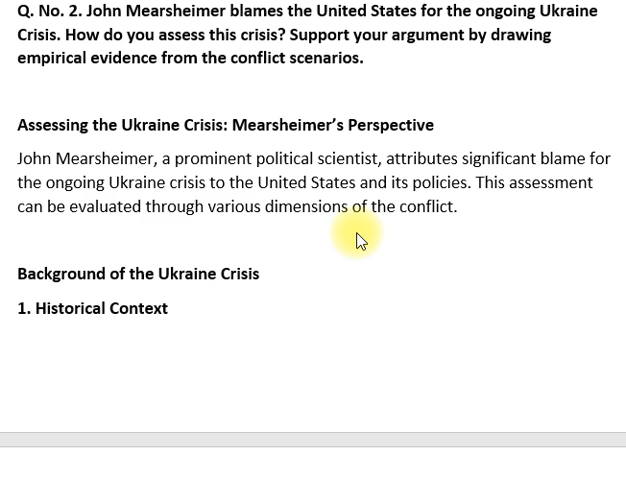 Q. No. 2. John Mearsheimer blames the United States for the ongoing Ukraine
Crisis. How do you assess this crisis? Support your argument by drawing
empirical evidence from the conflict scenarios.
Assessing the Ukraine Crisis: Mearsheimer’s Perspective
John Mearsheimer, a prominent political scientist, attributes significant blame for
the ongoing Ukraine crisis to the United States and its policies. This assessment
can be evaluated through various dimensions of the conflict.
Background of the Ukraine Crisis
1. Historical Context